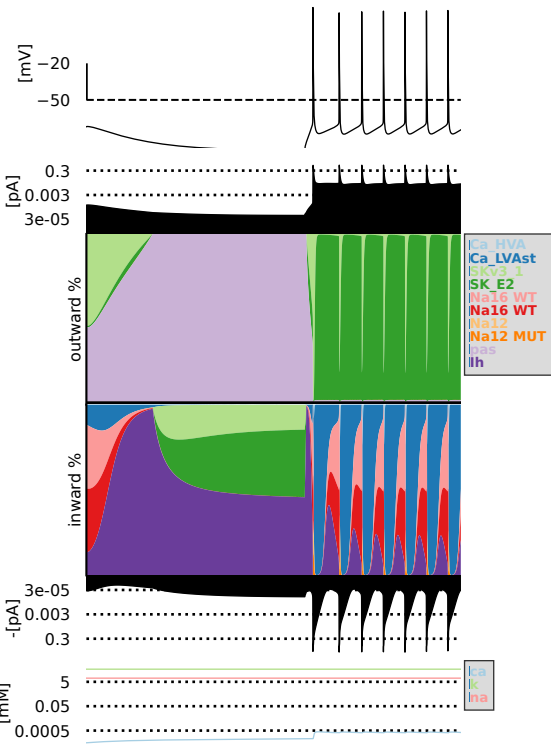 [mV]
−20
−50
[pA]
0.3
0.003
3e-05
outward %
Ca_HVA
Ca_LVAst
SKv3_1
SK_E2
Na16 WT
Na16 WT
Na12
Na12 MUT
pas
Ih
inward %
-[pA]
3e-05
0.003
0.3
[mM]
5
0.05
0.0005
ca
k
na